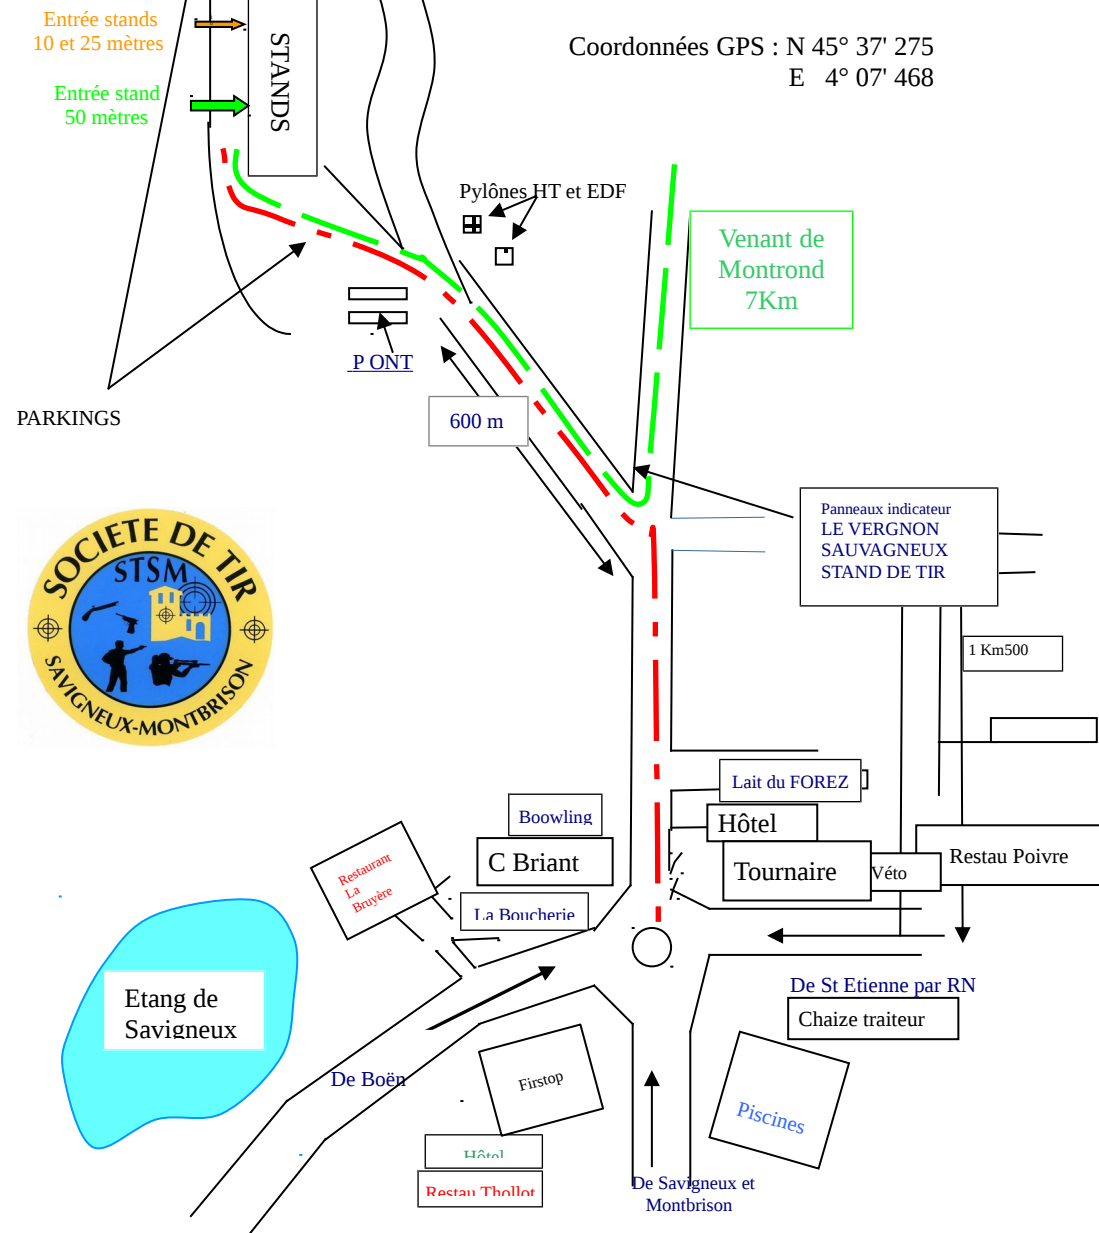 Entrée stands
10 et 25 mètres
STANDS
Coordonnées GPS : N 45° 37' 275
E 4° 07' 468
Entrée stand
50 mètres
Pylônes HT et EDF
Venant de
Montrond
7Km
P ONT
PARKINGS
600 m
Panneaux indicateur
LE VERGNON
SAUVAGNEUX
STAND DE TIR
SOCIETE DE TIR
STSM
SAVIGNEUX-MONTBRISON
1 Km500
Lait du FOREZ
Boowling
Hôtel
C Briant
Tournaire
Véto
Restau Poivre
Restaurant
La
Bruyère
La Boucherie
Etang de
Savigneux
De St Etienne par RN
Chaize traiteur
De Boën
Firstop
Piscines
Hôtel
Restau Thollot
De Savigneux et
Montbrison